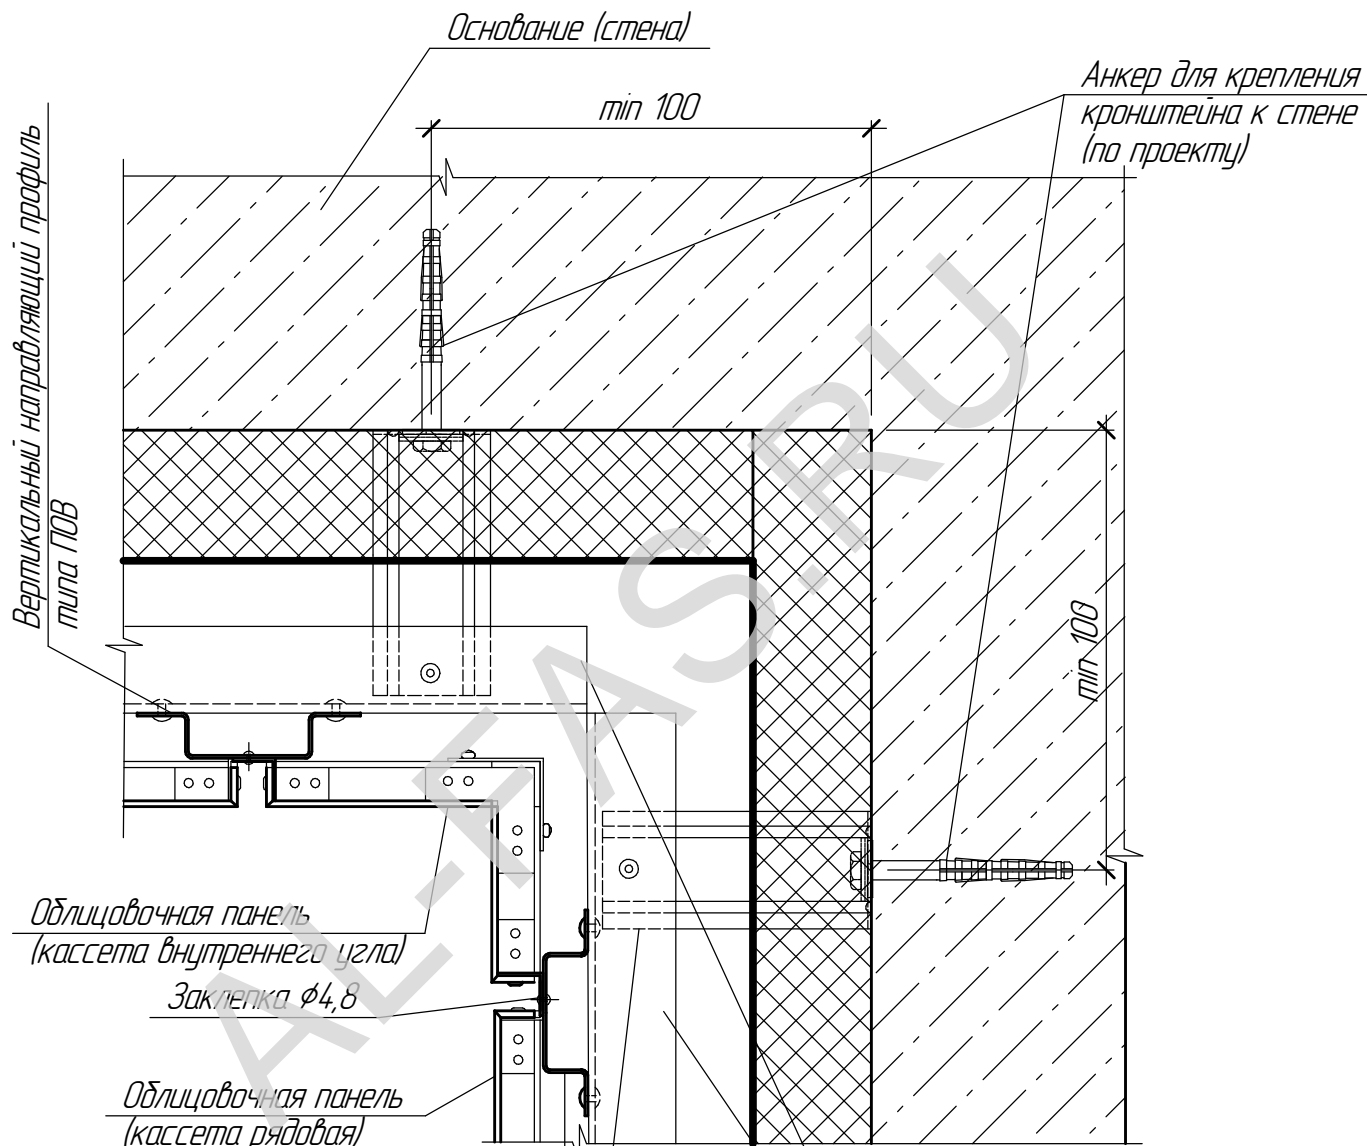 Основание (стена)
min 100
Анкер для крепления
кронштейна к стене
(по проекту)
Вертикальный направляющий профиль
типа ПОВ
min 100
Облицовочная панель
(кассета внутреннего угла)
Заклепка ϕ4,8
Облицовочная панель
(кассета рядовая)
AL-FAS.RU